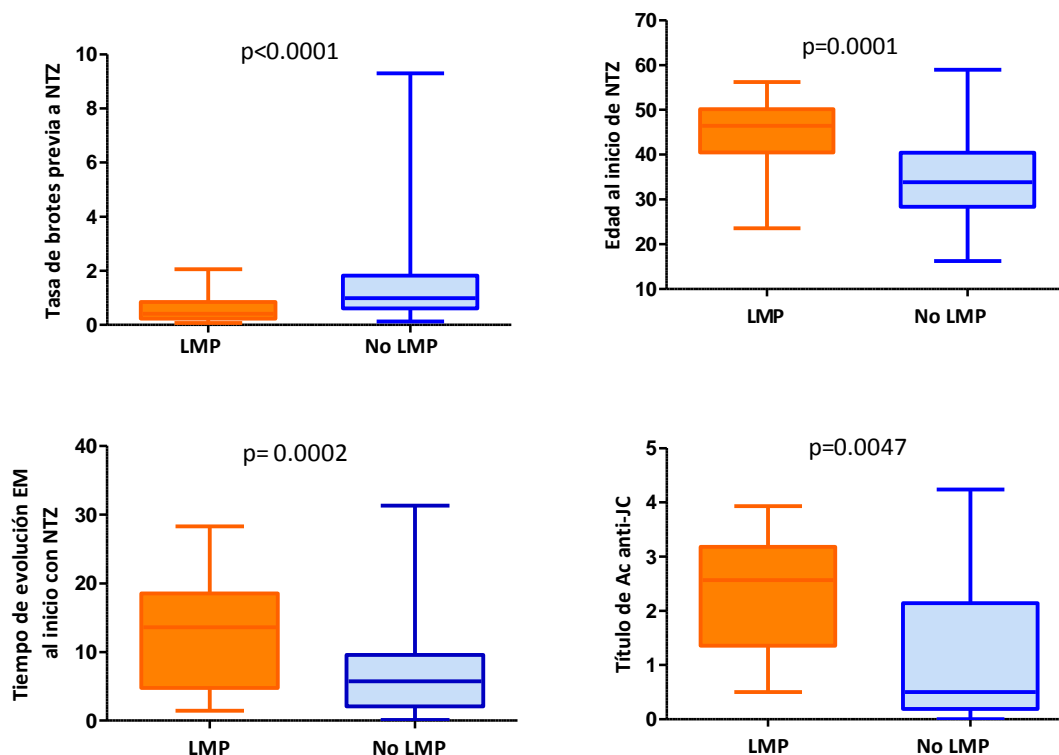 p<0.0001
Tasa de brotes previa a NTZ
10
8
6
4
2
0
LMP
No LMP
p=0.0001
Edad al inicio de NTZ
70
60
50
40
30
20
10
LMP
No LMP
p= 0.0002
Tiempo de evolución EM
al inicio con NTZ
40
30
20
10
0
LMP
No LMP
p=0.0047
Título de Ac anti-JC
5
4
3
2
1
0
LMP
No LMP